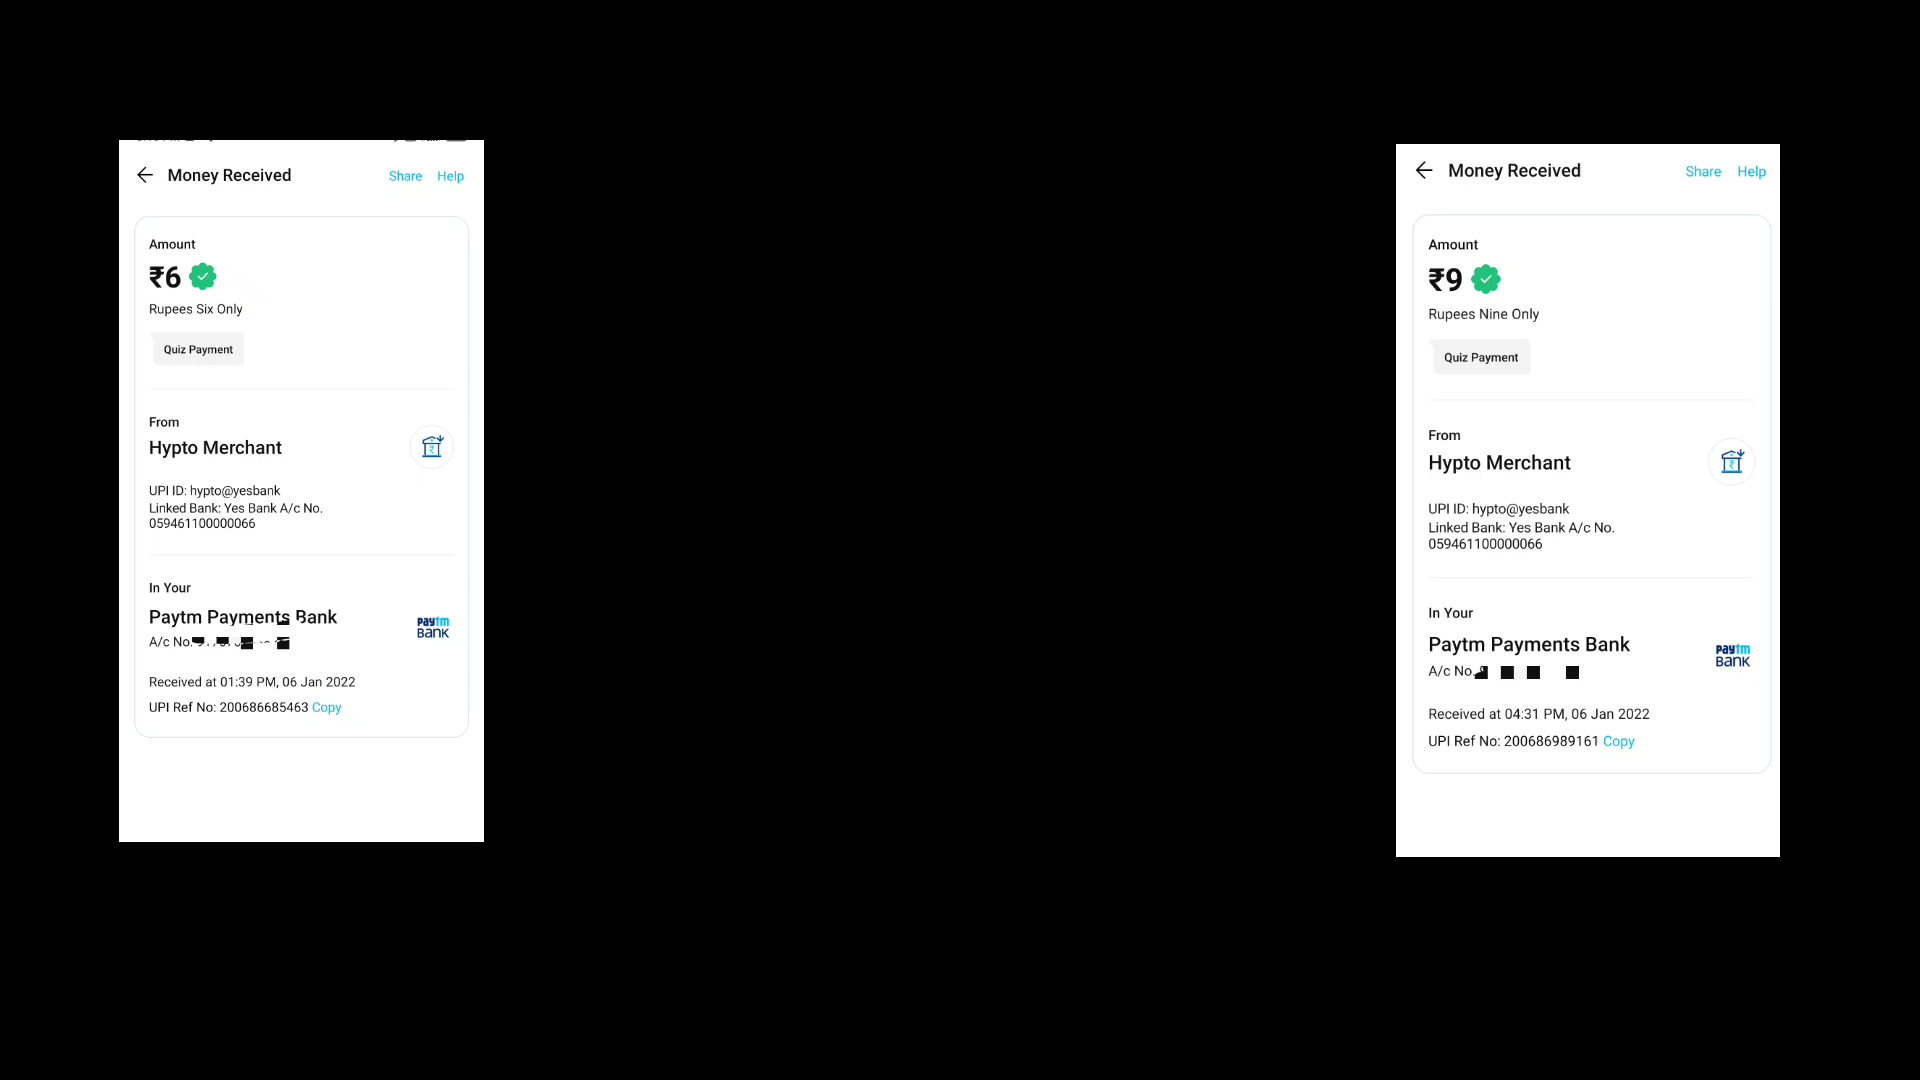 Money Received
Share Help
Amount
₹6
Rupees Six Only
Quiz Payment
From
Hypto Merchant
UPI ID: hypto@yesbank
Linked Bank: Yes Bank A/c No.
059461100000066
In Your
Paytm Payments Bank
paytm
BANK
A/c No.
Received at 01:39 PM, 06 Jan 2022
UPI Ref No: 200686685463 Copy
Money Received
Share Help
Amount
₹9
Rupees Nine Only
Quiz Payment
From
Hypto Merchant
UPI ID: hypto@yesbank
Linked Bank: Yes Bank A/c No.
059461100000066
In Your
Paytm Payments Bank
paytm
BANK
A/c No.
Received at 04:31 PM, 06 Jan 2022
UPI Ref No: 200686989161 Copy